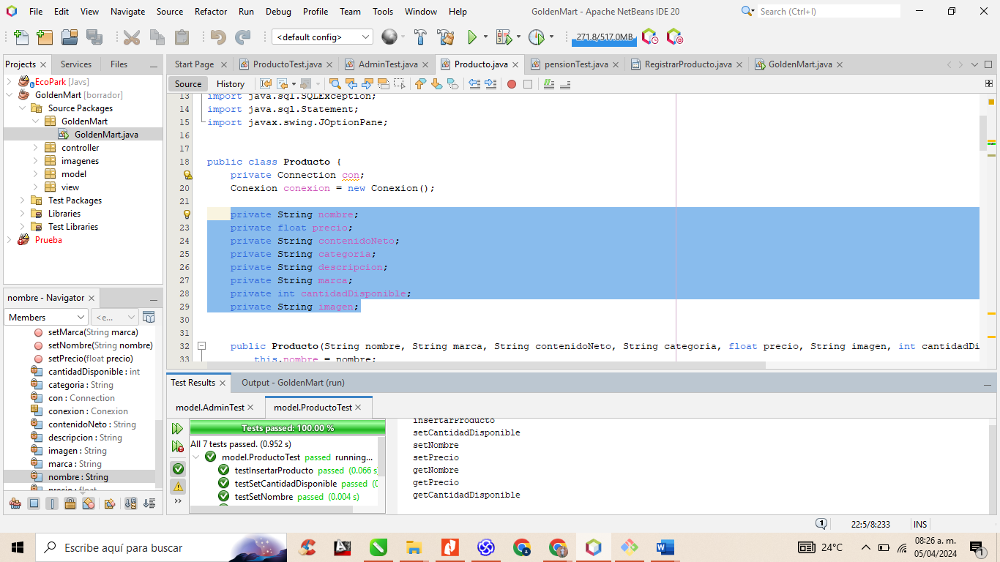 File Edit View Navigate Source Refactor Run Debug Profile Team Tools Window Help GoldenMart - Apache NetBeans IDE 20 Search (Ctrl+I)
<default config> 271.8/517.0MB
Projects Services Files
EcoPark [Javs]
GoldenMart [borrador]
Source Packages
GoldenMart
GoldenMart.java
controller
imagenes
model
view
Test Packages
Libraries
Test Libraries
Prueba
nombre - Navigator
Members <e...
setMarca(String marca)
setNombre(String nombre)
setPrecio(float precio)
cantidadDisponible : int
categoria : String
con : Connection
conexion : Conexion
contenidoNeto : String
descripcion : String
imagen : String
marca : String
nombre : String
precio : float
Start Page ProductoTest.java AdminTest.java Producto.java pensionTest.java RegistrarProducto.java GoldenMart.java
Source History
13 import java.sql.SQLException;
14 import java.sql.Statement;
15 import javax.swing.JOptionPane;
16
17
18 public class Producto {
private Connection con;
20 Conexion conexion = new Conexion();
21
private String nombre;
23 private float precio;
24 private String contenidoNeto;
25 private String categoria;
26 private String descripcion;
27 private String marca;
28 private int cantidadDisponible;
29 private String imagen;
30
31
32 public Producto(String nombre, String marca, String contenidoNeto, String categoria, float precio, String imagen, int cantidadDi
33 this.nombre = nombre;
Test Results Output - GoldenMart (run)
model.AdminTest model.ProductoTest
Tests passed: 100.00 %
All 7 tests passed. (0.952 s)
model.ProductoTest passed running...
testInsertarProducto passed (0.066 s
testSetCantidadDisponible passed (0
testSetNombre passed (0.004 s)
insertarProducto
setCantidadDisponible
setNombre
setPrecio
getNombre
getPrecio
getCantidadDisponible
1 22:5/8:233 INS
Escribe aquí para buscar 24°C 08:26 a. m.
05/04/2024 1